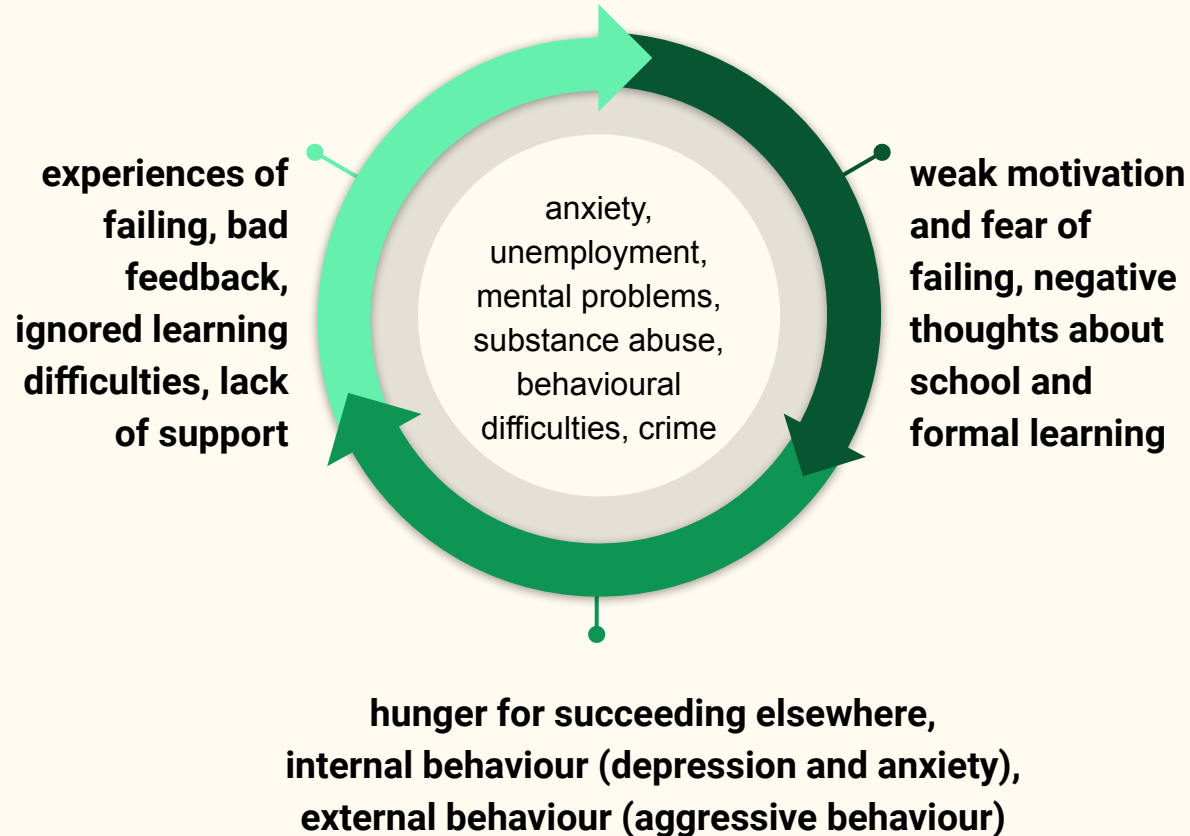 experiences of
failing, bad
feedback,
ignored learning
difficulties, lack
of support
anxiety,
unemployment,
mental problems,
substance abuse,
behavioural
difficulties, crime
weak motivation
and fear of
failing, negative
thoughts about
school and
formal learning
hunger for succeeding elsewhere,
internal behaviour (depression and anxiety),
external behaviour (aggressive behaviour)